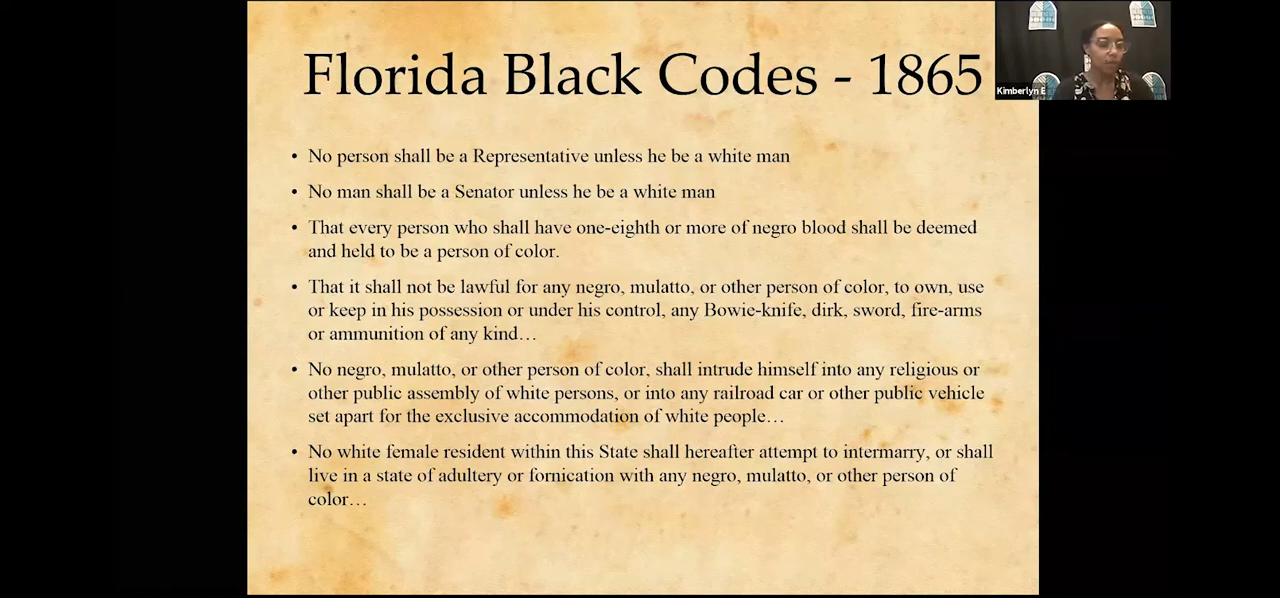 Florida Black Codes - 1865
Kimberlyn E
• No person shall be a Representative unless he be a white man
• No man shall be a Senator unless he be a white man
• That every person who shall have one-eighth or more of negro blood shall be deemed
and held to be a person of color.
• That it shall not be lawful for any negro, mulatto, or other person of color, to own, use
or keep in his possession or under his control, any Bowie-knife, dirk, sword, fire-arms
or ammunition of any kind…
• No negro, mulatto, or other person of color, shall intrude himself into any religious or
other public assembly of white persons, or into any railroad car or other public vehicle
set apart for the exclusive accommodation of white people…
• No white female resident within this State shall hereafter attempt to intermarry, or shall
live in a state of adultery or fornication with any negro, mulatto, or other person of
color…